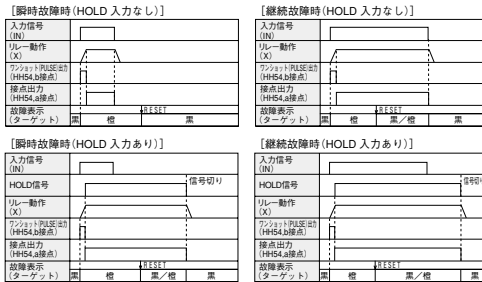 [瞬時故障時(HOLD 入力なし)]
入力信号
(IN)
リレー動作
(X)
ワンショット(PULSE)出力
(HH54,b接点)
接点出力
(HH54,a接点)
故障表示
(ターゲット)
RESET
黒
橙
黒
[継続故障時(HOLD 入力なし)]
入力信号
(IN)
リレー動作
(X)
ワンショット(PULSE)出力
(HH54,b接点)
接点出力
(HH54,a接点)
故障表示
(ターゲット)
RESET
黒
橙
黒/橙
黒
[瞬時故障時(HOLD 入力あり)]
入力信号
(IN)
HOLD信号
信号切り
リレー動作
(X)
ワンショット(PULSE)出力
(HH54,b接点)
接点出力
(HH54,a接点)
故障表示
(ターゲット)
RESET
黒
橙
黒/橙
黒
[継続故障時(HOLD 入力あり)]
入力信号
(IN)
HOLD信号
信号切り
リレー動作
(X)
ワンショット(PULSE)出力
(HH54,b接点)
接点出力
(HH54,a接点)
故障表示
(ターゲット)
RESET
黒
橙
黒/橙
黒